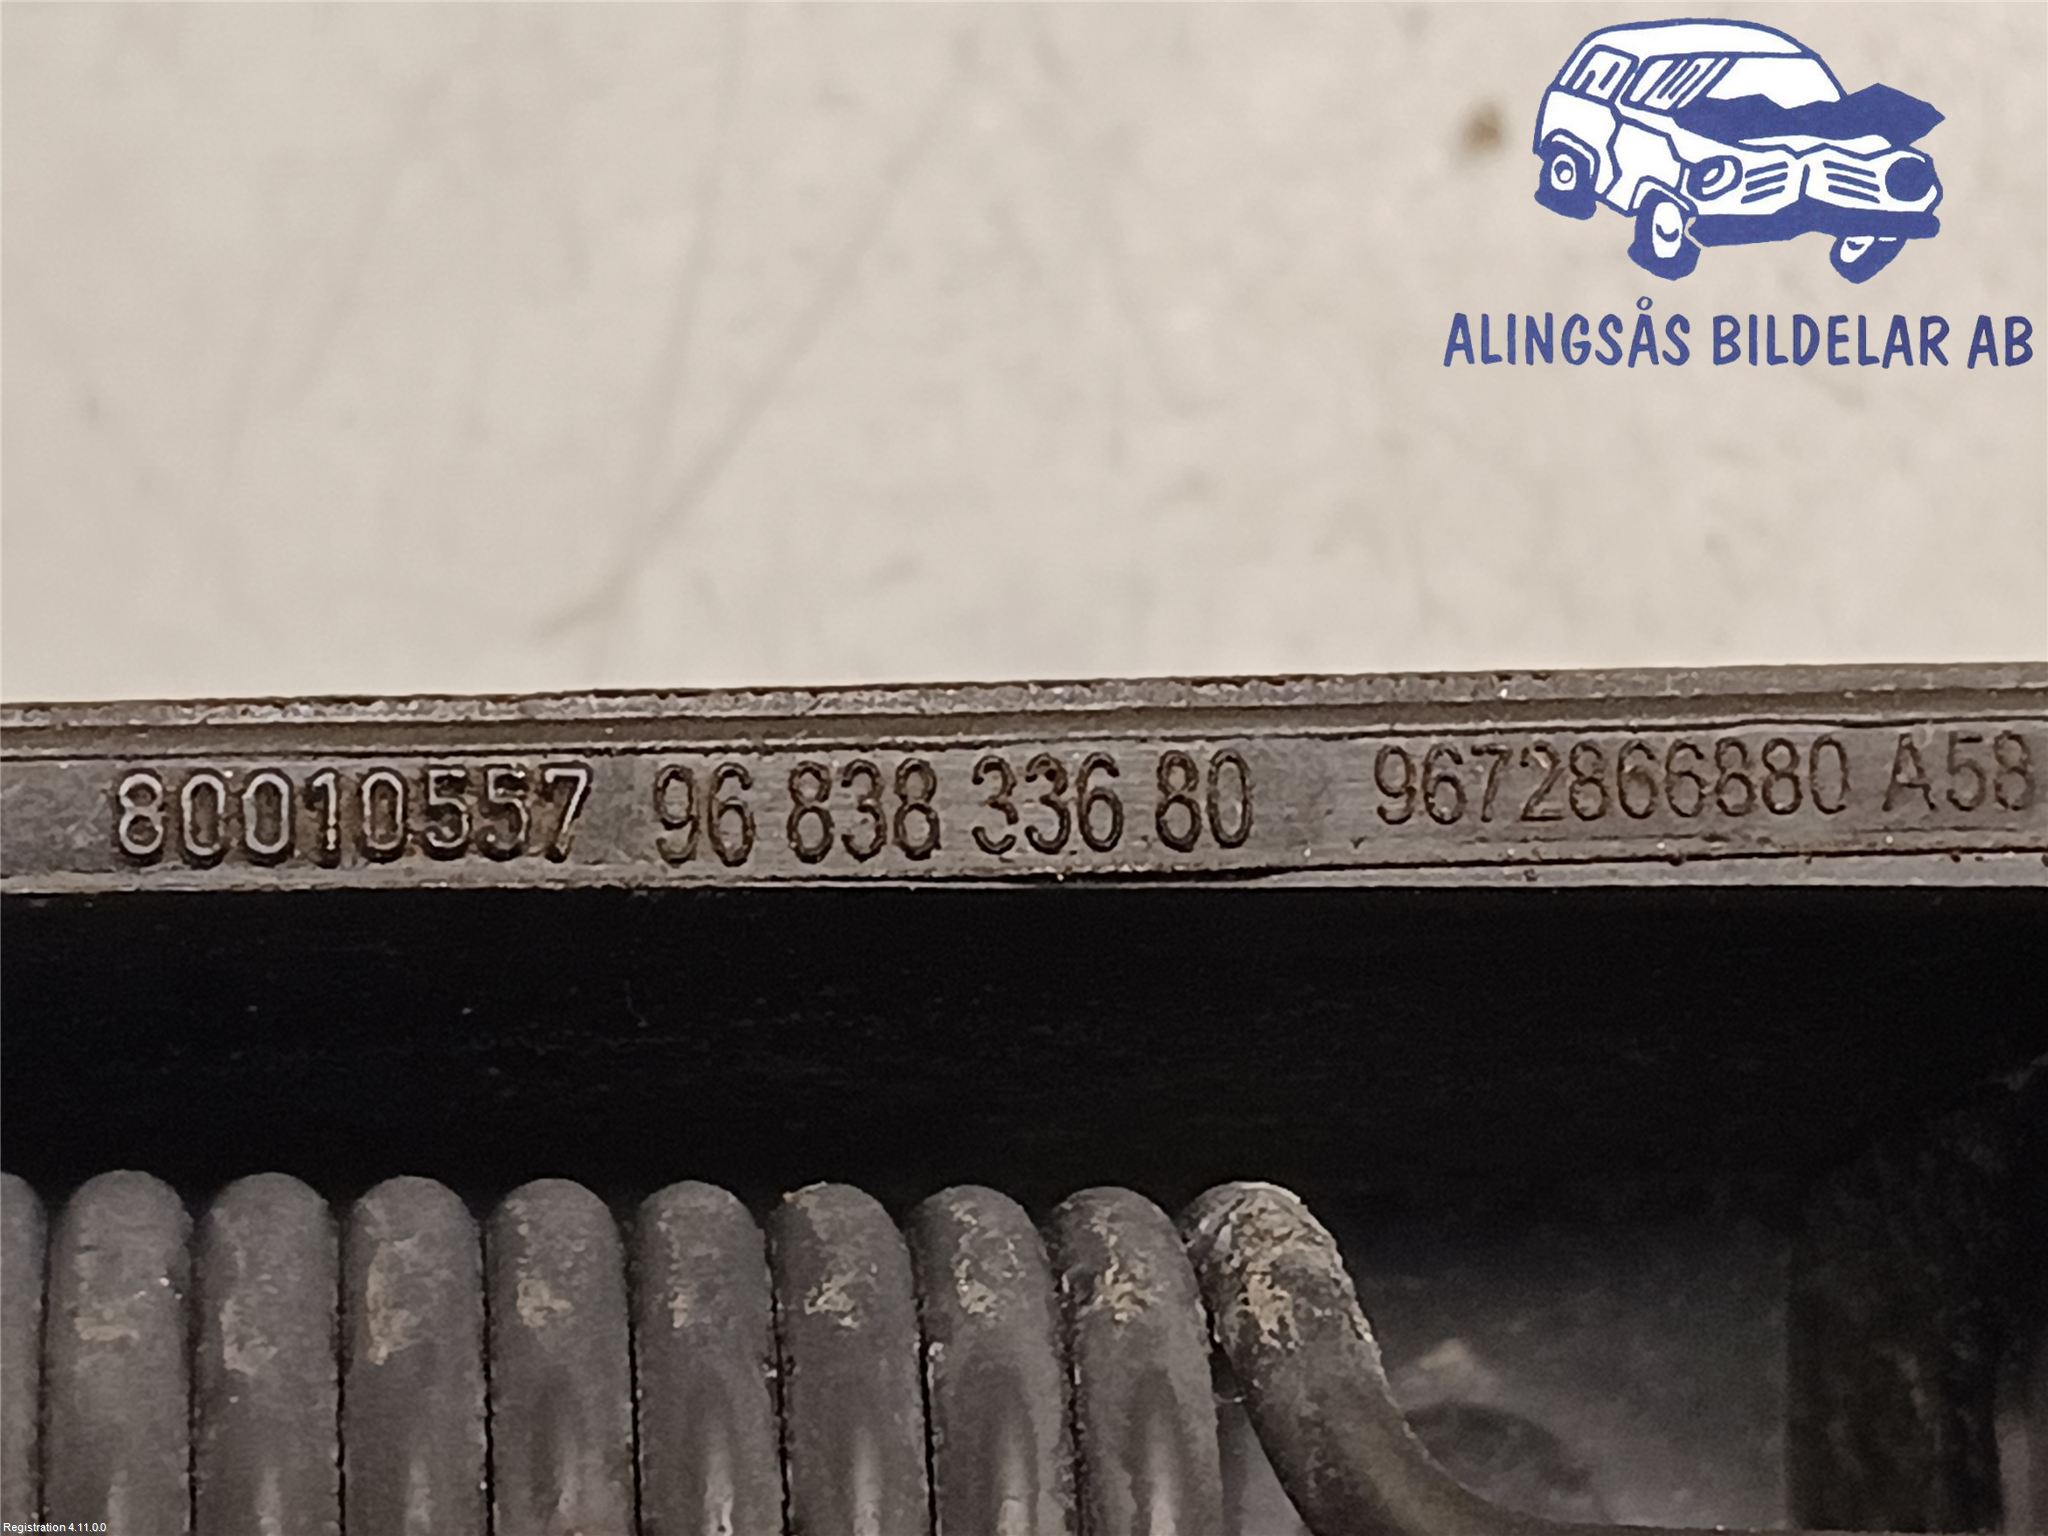 ALINGSÅS BILDELAR AB
80010557 96 838 336 80 9672866880 A58
Registration 4.11.0.0